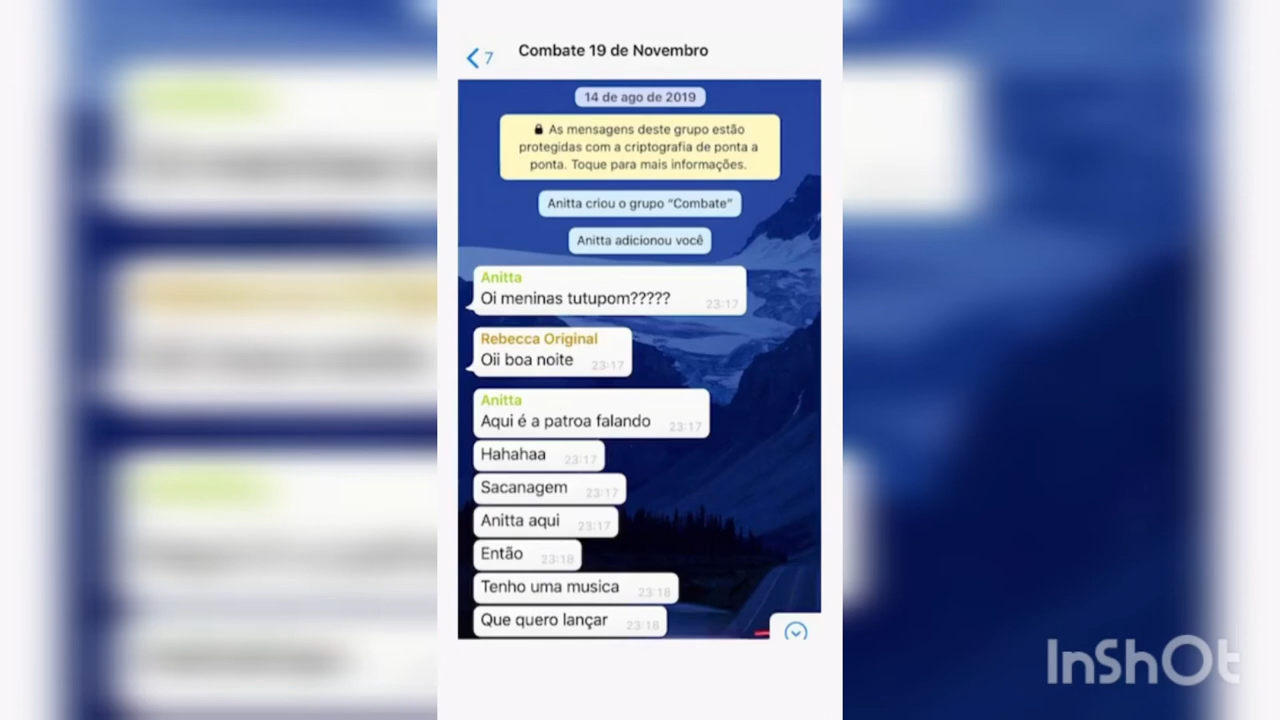 7
Combate 19 de Novembro
14 de ago de 2019
As mensagens deste grupo estão
protegidas com a criptografia de ponta a
ponta. Toque para mais informações.
Anitta criou o grupo “Combate”
Anitta adicionou você
Anitta
Oi meninas tutupom????? 23:17
Rebecca Original
Oii boa noite 23:17
Anitta
Aqui é a patroa falando 23:17
Hahahaa 23:17
Sacanagem 23:17
Anitta aqui 23:17
Então 23:18
Tenho uma musica 23:18
Que quero lançar 23:18
InShOt